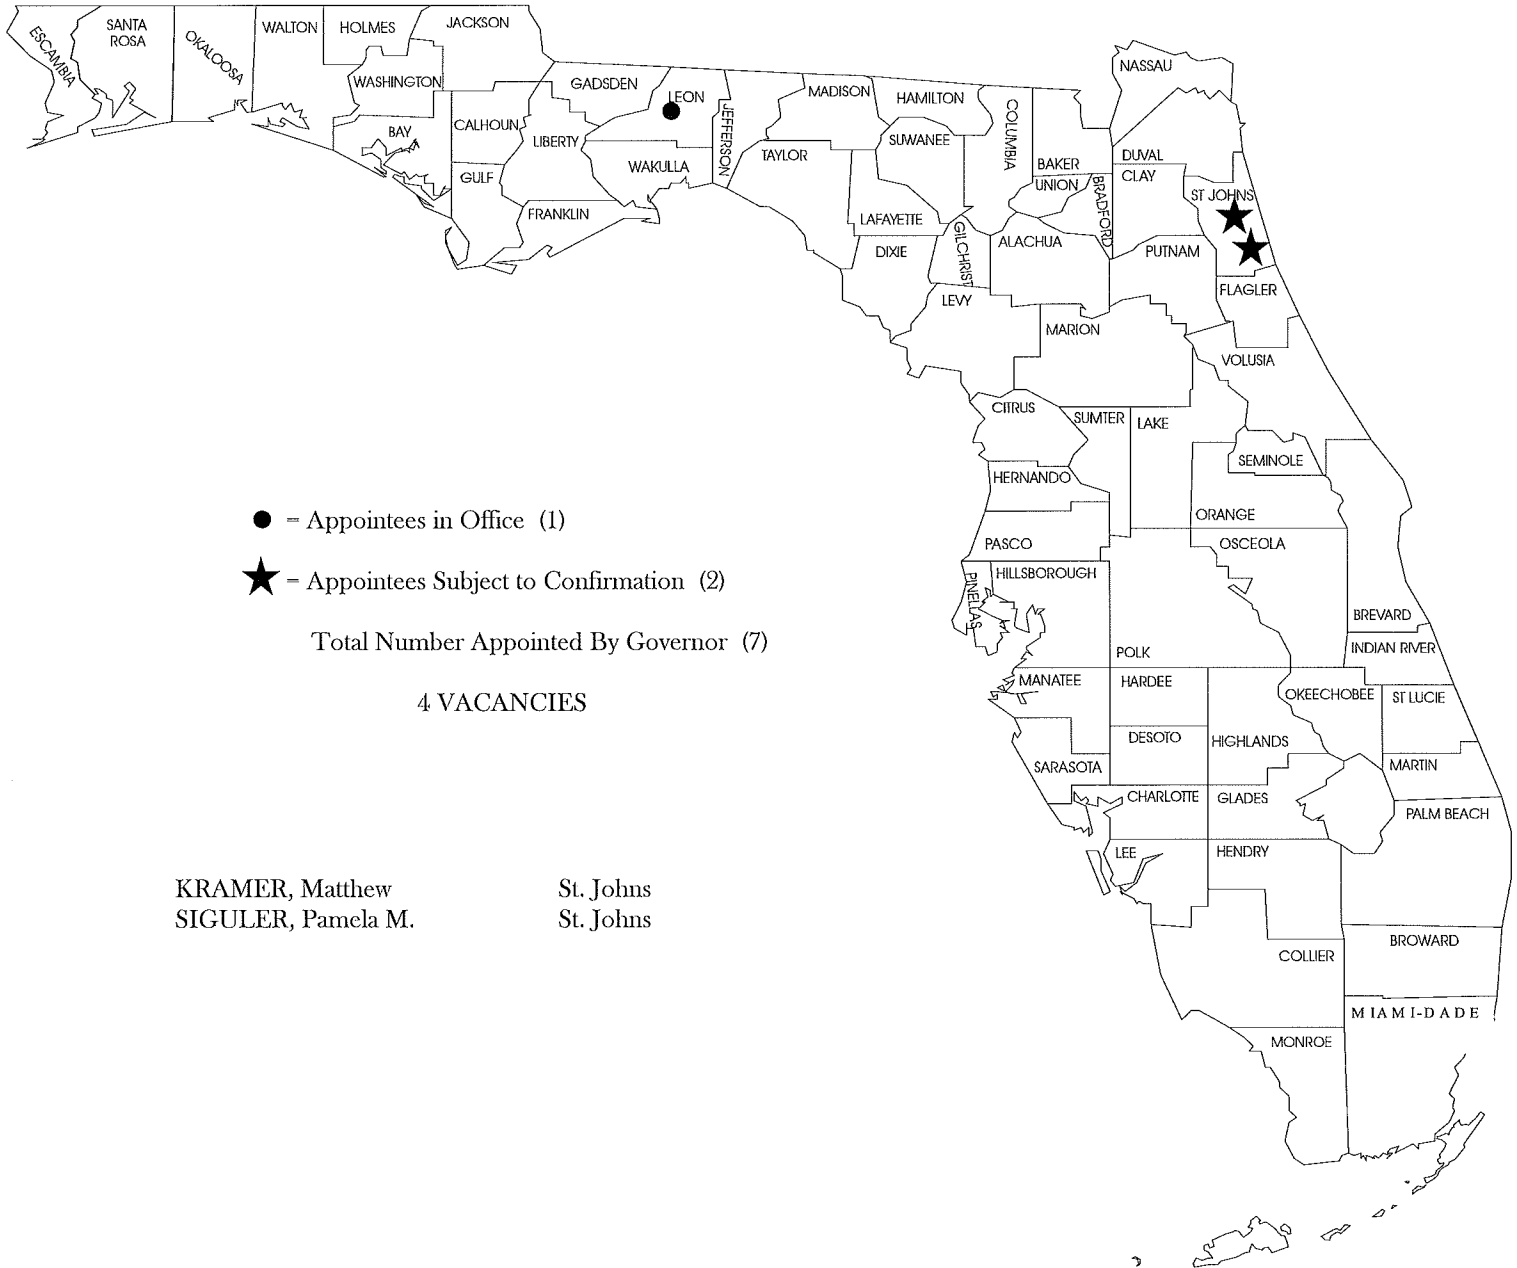 ESCAMBIA
SANTA
ROSA
OKALOOSA
WALTON
HOLMES
JACKSON
WASHINGTON
BAY
CALHOUN
GULF
GADSDEN
LIBERTY
FRANKLIN
LEON
WAKULLA
JEFFERSON
MADISON
TAYLOR
HAMILTON
SUWANEE
LAFAYETTE
DIXIE
COLUMBIA
GILCHRIST
LEVY
BAKER
UNION
BRADFORD
ALACHUA
NASSAU
DUVAL
CLAY
ST JOHNS
PUTNAM
FLAGLER
MARION
VOLUSIA
CITRUS
SUMTER
LAKE
SEMINOLE
HERNANDO
ORANGE
PASCO
OSCEOLA
HILLSBOROUGH
PINELLAS
BREVARD
POLK
INDIAN RIVER
MANATEE
HARDEE
OKEECHOBEE
ST LUCIE
DESOTO
HIGHLANDS
SARASOTA
MARTIN
CHARLOTTE
GLADES
PALM BEACH
LEE
HENDRY
BROWARD
COLLIER
MIAMI-DADE
MONROE
= Appointees in Office (1)
= Appointees Subject to Confirmation (2)
Total Number Appointed By Governor (7)
4 VACANCIES
KRAMER, Matthew St. Johns
SIGULER, Pamela M. St. Johns